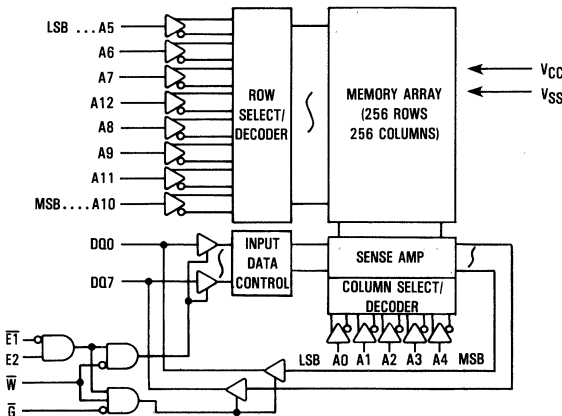 LSB ...A5
A6
A7
A12
A8
A9
A11
MSB....A10
ROW
SELECT/
DECODER
MEMORY ARRAY
(256 ROWS
256 COLUMNS)
VCC
VSS
DQ0
DQ7
INPUT
DATA
CONTROL
SENSE AMP
COLUMN SELECT/
DECODER
LSB A0 A1 A2 A3 A4 MSB
E1
E2
W
G